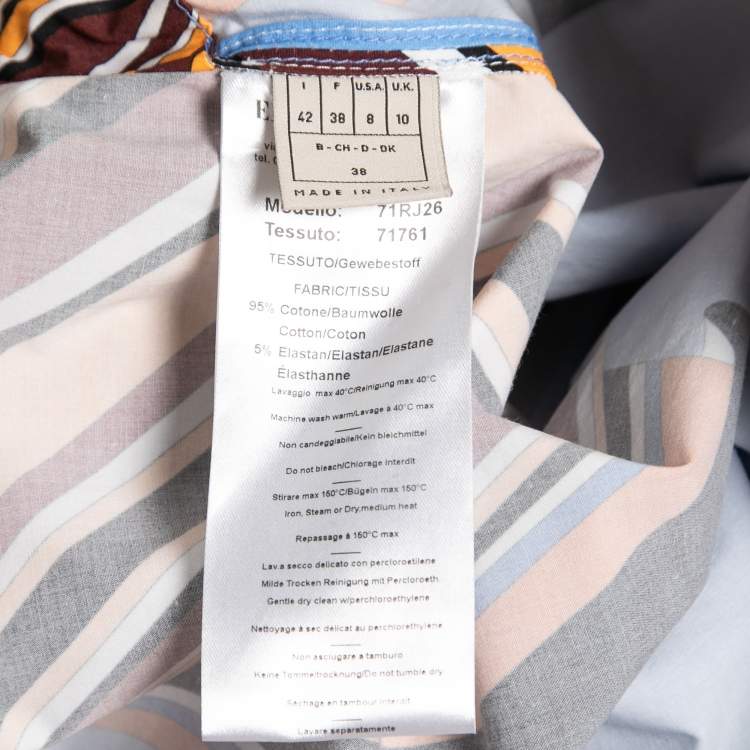 I F U.S.A. U.K.
42 38 8 10
B - CH - D - DK
38
MADE IN ITALY
E
via
tel.
Modello: 71RJ26
Tessuto: 71761
TESSUTO/Gewebestoff
FABRIC/TISSU
95% Cotone/Baumwolle
Cotton/Coton
5% Elastan/Elastan/Elastane
Élasthanne
Lavaggio max 40°C/Reinigung max 40°C
Machine wash warm/Lavage à 40°C max
Non candeggiabile/Kein bleichmittel
Do not bleach/Chlorage interdit
Stirare max 150°C/Bügeln max 150°C
Iron, Steam or Dry,medium heat
Repassage à 150°C max
Lav.a secco delicato con percloroetilene
Milde Trocken Reinigung mit Percloroeth.
Gentle dry clean w/perchloroethylene
Nettoyage à sec délicat au perchlorethylene
Non asciugare a tamburo
Keine Tommeltrocknung/Do not tumble dry
Sechage en tambour interdit
Lavare separatamente